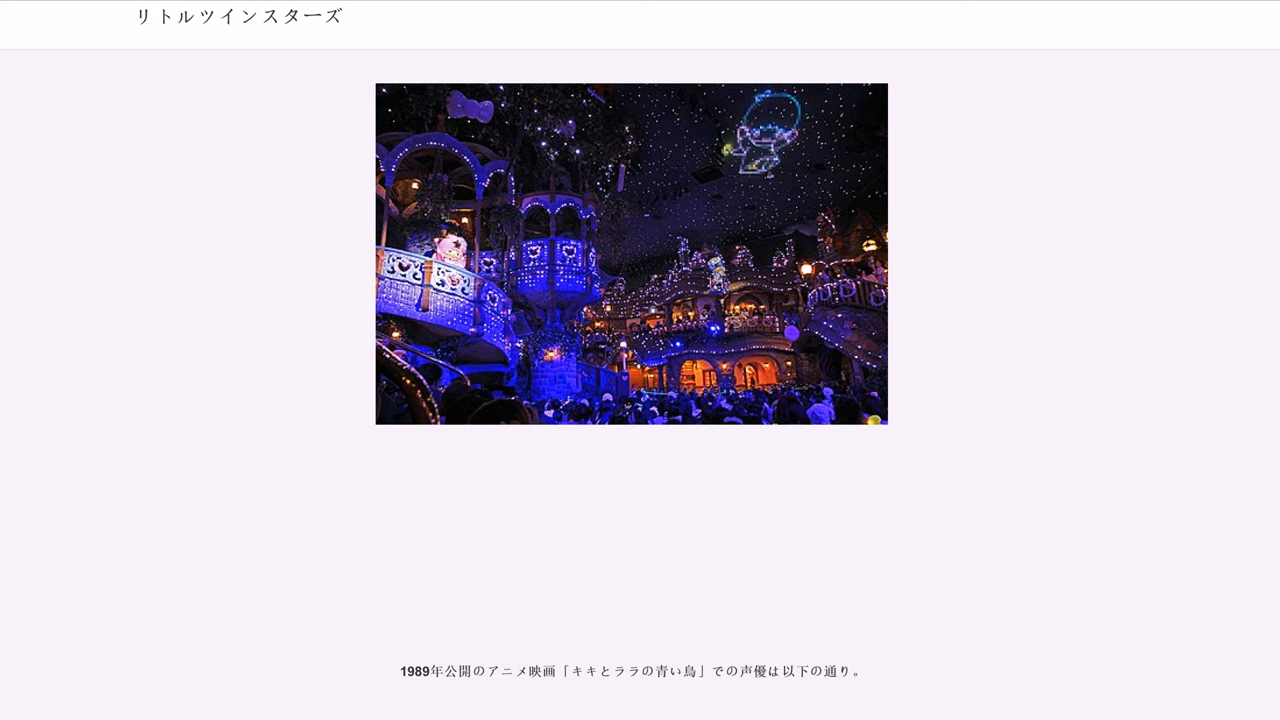 リトルツインスターズ
1989年公開のアニメ映画「キキとララの青い鳥」での声優は以下の通り。